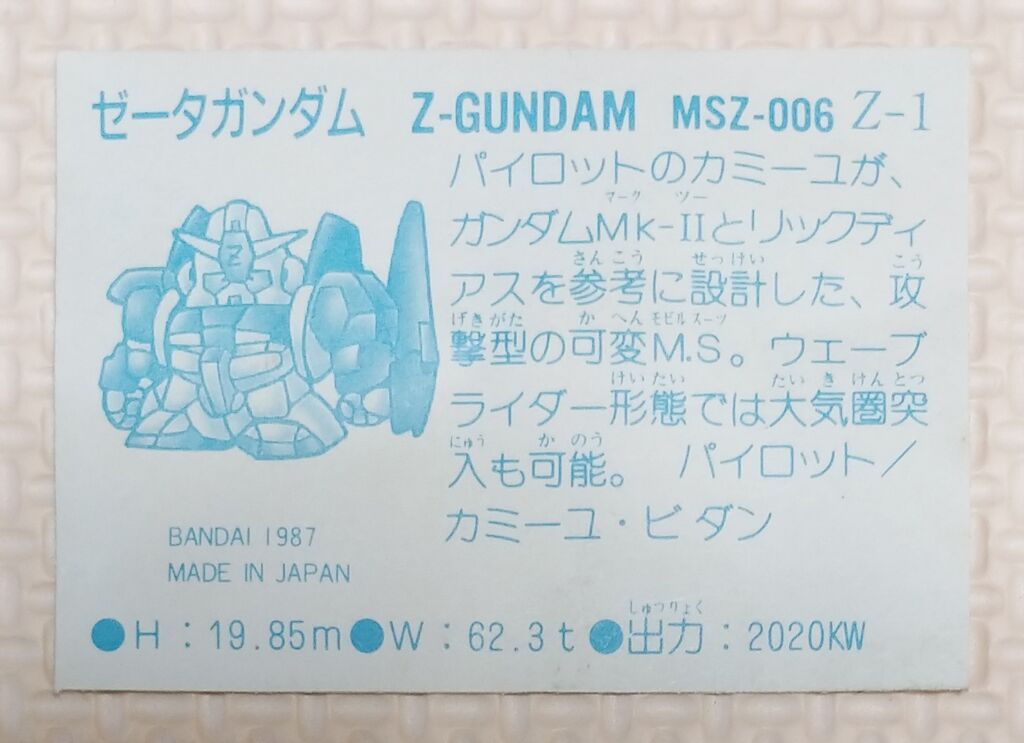 ゼータガンダム Z-GUNDAM MSZ-006 Z-1
パイロットのカミーユが、
マーク ツー
ガンダムMk-IIとリックディ
さんこう せっけい こう
アスを参考に設計した、攻
げきがた かへん モビルスーツ
撃型の可変M.S。ウェーブ
けいたい たいきけんとつ
ライダー形態では大気圏突
にゅう かのう
入も可能。 パイロット/
カミーユ・ビダン
BANDAI 1987
MADE IN JAPAN
しゅつりょく
●H:19.85m●W:62.3t●出力:2020KW